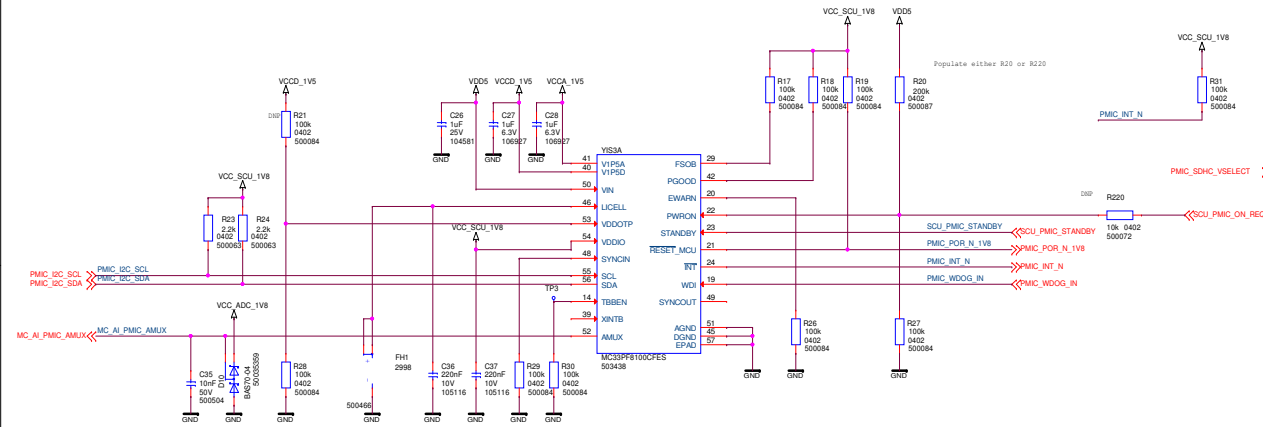 VCC_SCU_1V8
VDD5
VCC_SCU_1V8
Populate either R20 or R220
R17
100k
0402
500084
R18
100k
0402
500084
R19
100k
0402
500084
R20
200k
0402
500087
R31
100k
0402
500084
PMIC_INT_N
VCCD_1V5
DNP
R21
100k
0402
500084
VDD5
VCCD_1V5
VCCA_1V5
C26
1uF
25V
104581
C27
1uF
6.3V
106927
C28
1uF
6.3V
106927
GND
GND
GND
YIS3A
41
V1P5A
40
V1P5D
50
VIN
46
LICELL
53
VDDOTP
54
VDDIO
48
SYNCIN
55
SCL
56
SDA
14
TBBEN
39
XINTB
52
AMUX
FSOB
29
PGOOD
42
EWARN
20
PWRON
22
STANDBY
23
RESET_MCU
21
INT
24
WDI
19
SYNCOUT
49
AGND
51
DGND
45
EPAD
57
MC33PF8100CFES
503438
VCC_SCU_1V8
R23
2.2k
0402
500063
R24
2.2k
0402
500063
VCC_SCU_1V8
PMIC_I2C_SCL
PMIC_I2C_SCL
PMIC_I2C_SDA
PMIC_I2C_SDA
TP3
VCC_ADC_1V8
MC_AI_PMIC_AMUX
MC_AI_PMIC_AMUX
C35
10nF
50V
500504
D10
BAS70-04
50035359
R28
100k
0402
500084
FH1
2998
+
-
500466
C36
220nF
10V
105116
C37
220nF
10V
105116
R29
100k
0402
500084
R30
100k
0402
500084
GND
GND
GND
GND
GND
GND
GND
GND
PMIC_SDHC_VSELECT
DNP
R220
10k 0402
500072
SCU_PMIC_STANDBY
SCU_PMIC_STANDBY
PMIC_POR_N_1V8
PMIC_POR_N_1V8
PMIC_INT_N
PMIC_INT_N
PMIC_WDOG_IN
PMIC_WDOG_IN
R26
100k
0402
500084
R27
100k
0402
500084
GND
GND
GND